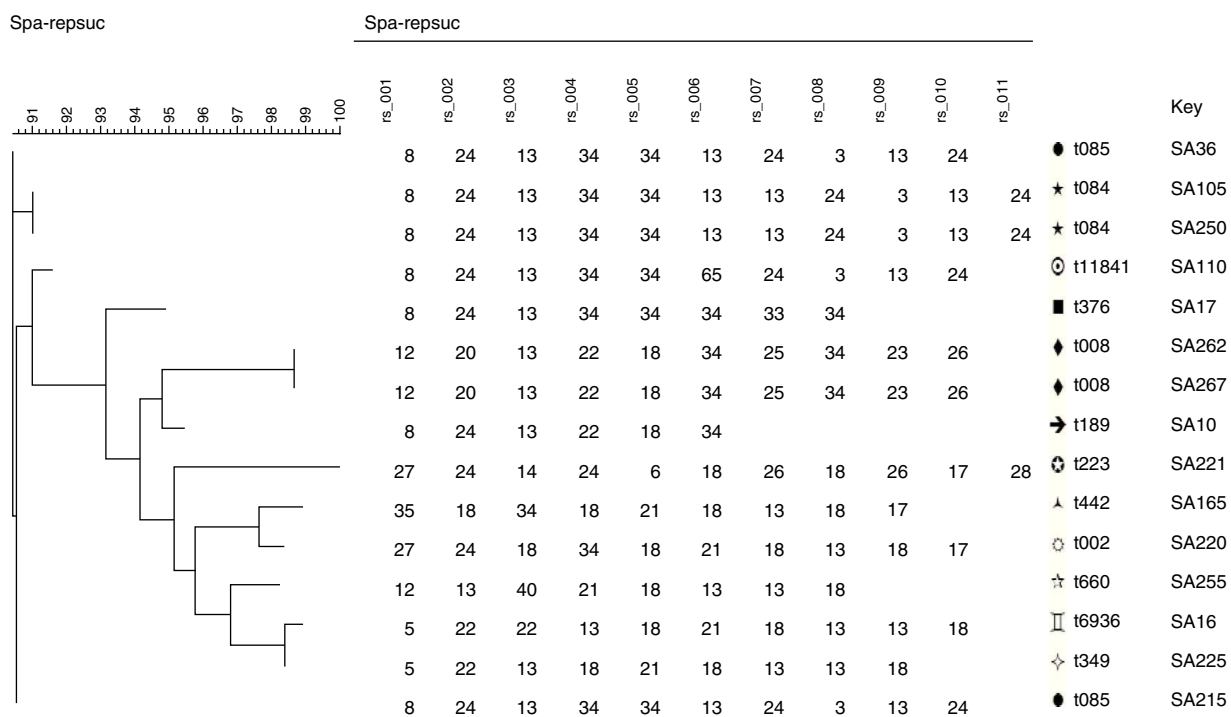 Spa-repsuc Spa-repsuc
91 92 93 94 95 96 97 98 99 100 rs_001 rs_002 rs_003 rs_004 rs_005 rs_006 rs_007 rs_008 rs_009 rs_010 rs_011 Key
8 24 13 34 34 13 24 3 13 24 t085 SA36
8 24 13 34 34 13 13 24 3 13 24 t084 SA105
8 24 13 34 34 13 13 24 3 13 24 t084 SA250
8 24 13 34 34 65 24 3 13 24 t11841 SA110
8 24 13 34 34 34 33 34 t376 SA17
12 20 13 22 18 34 25 34 23 26 t008 SA262
12 20 13 22 18 34 25 34 23 26 t008 SA267
8 24 13 22 18 34 t189 SA10
27 24 14 24 6 18 26 18 26 17 28 t223 SA221
35 18 34 18 21 18 13 18 17 t442 SA165
27 24 18 34 18 21 18 13 18 17 t002 SA220
12 13 40 21 18 13 13 18 t660 SA255
5 22 22 13 18 21 18 13 13 18 t6936 SA16
5 22 13 18 21 18 13 13 18 t349 SA225
8 24 13 34 34 13 24 3 13 24 t085 SA215